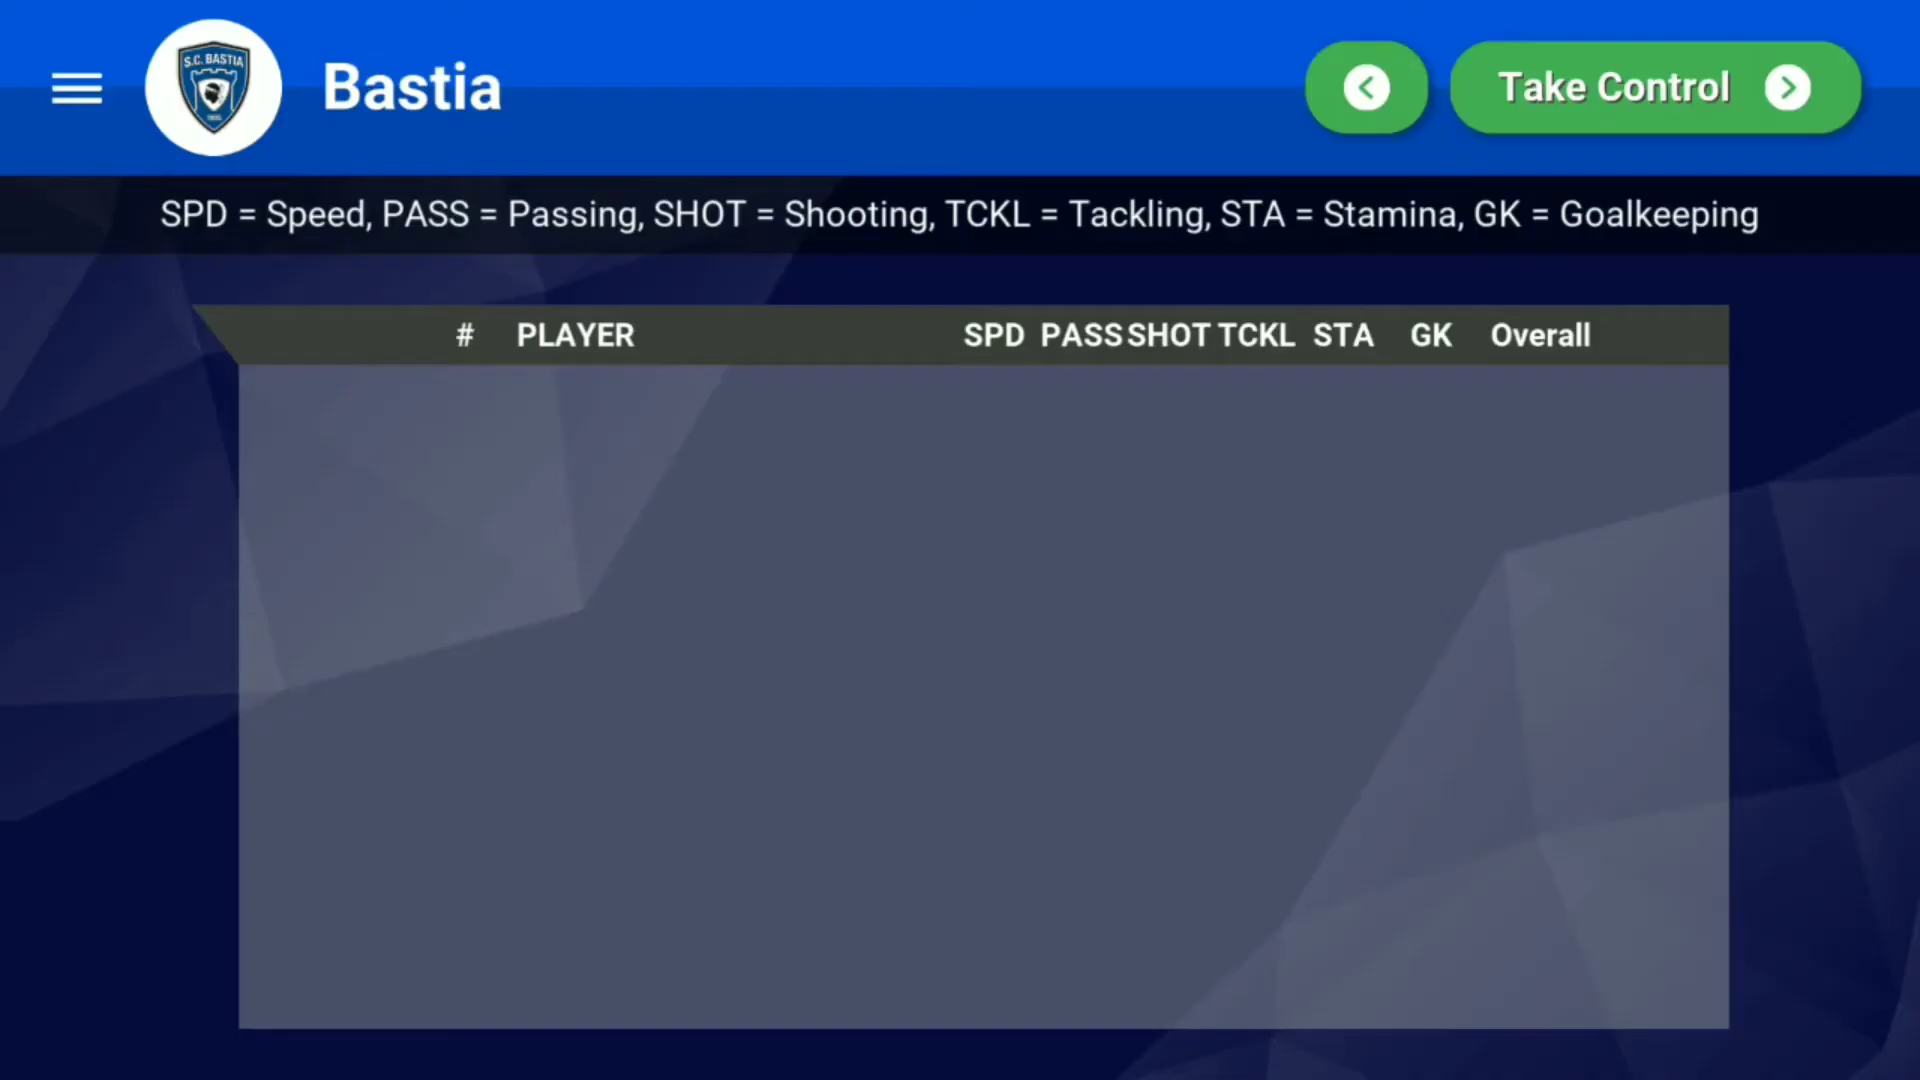 S.C. BASTIA
Bastia
Take Control
SPD = Speed, PASS = Passing, SHOT = Shooting, TCKL = Tackling, STA = Stamina, GK = Goalkeeping
# PLAYER SPD PASS SHOT TCKL STA GK Overall